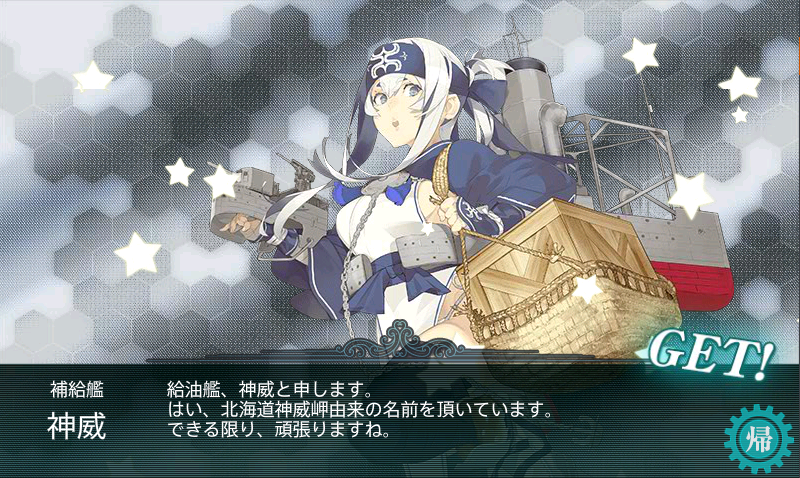 GET!
補給艦
神威
給油艦、神威と申します。
はい、北海道神威岬由来の名前を頂いています。
できる限り、頑張りますね。
帰